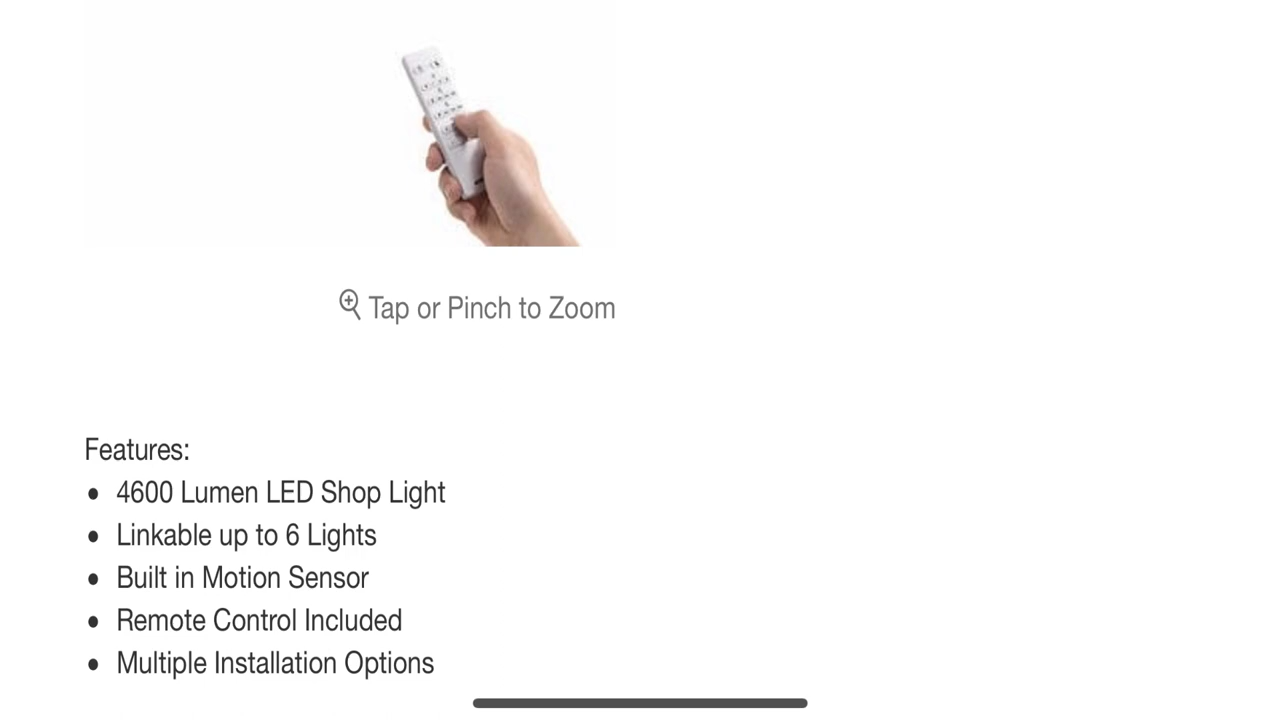 Tap or Pinch to Zoom
Features:
• 4600 Lumen LED Shop Light
• Linkable up to 6 Lights
• Built in Motion Sensor
• Remote Control Included
• Multiple Installation Options